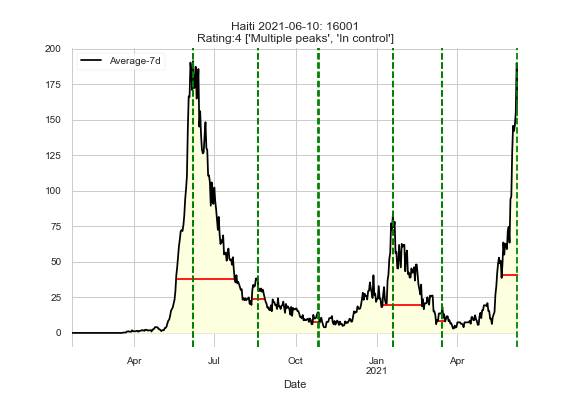 Haiti 2021-06-10: 16001
Rating:4 ['Multiple peaks', 'In control']
Average-7d
200
175
150
125
100
75
50
25
0
Apr Jul Oct Jan Apr
2021
Date